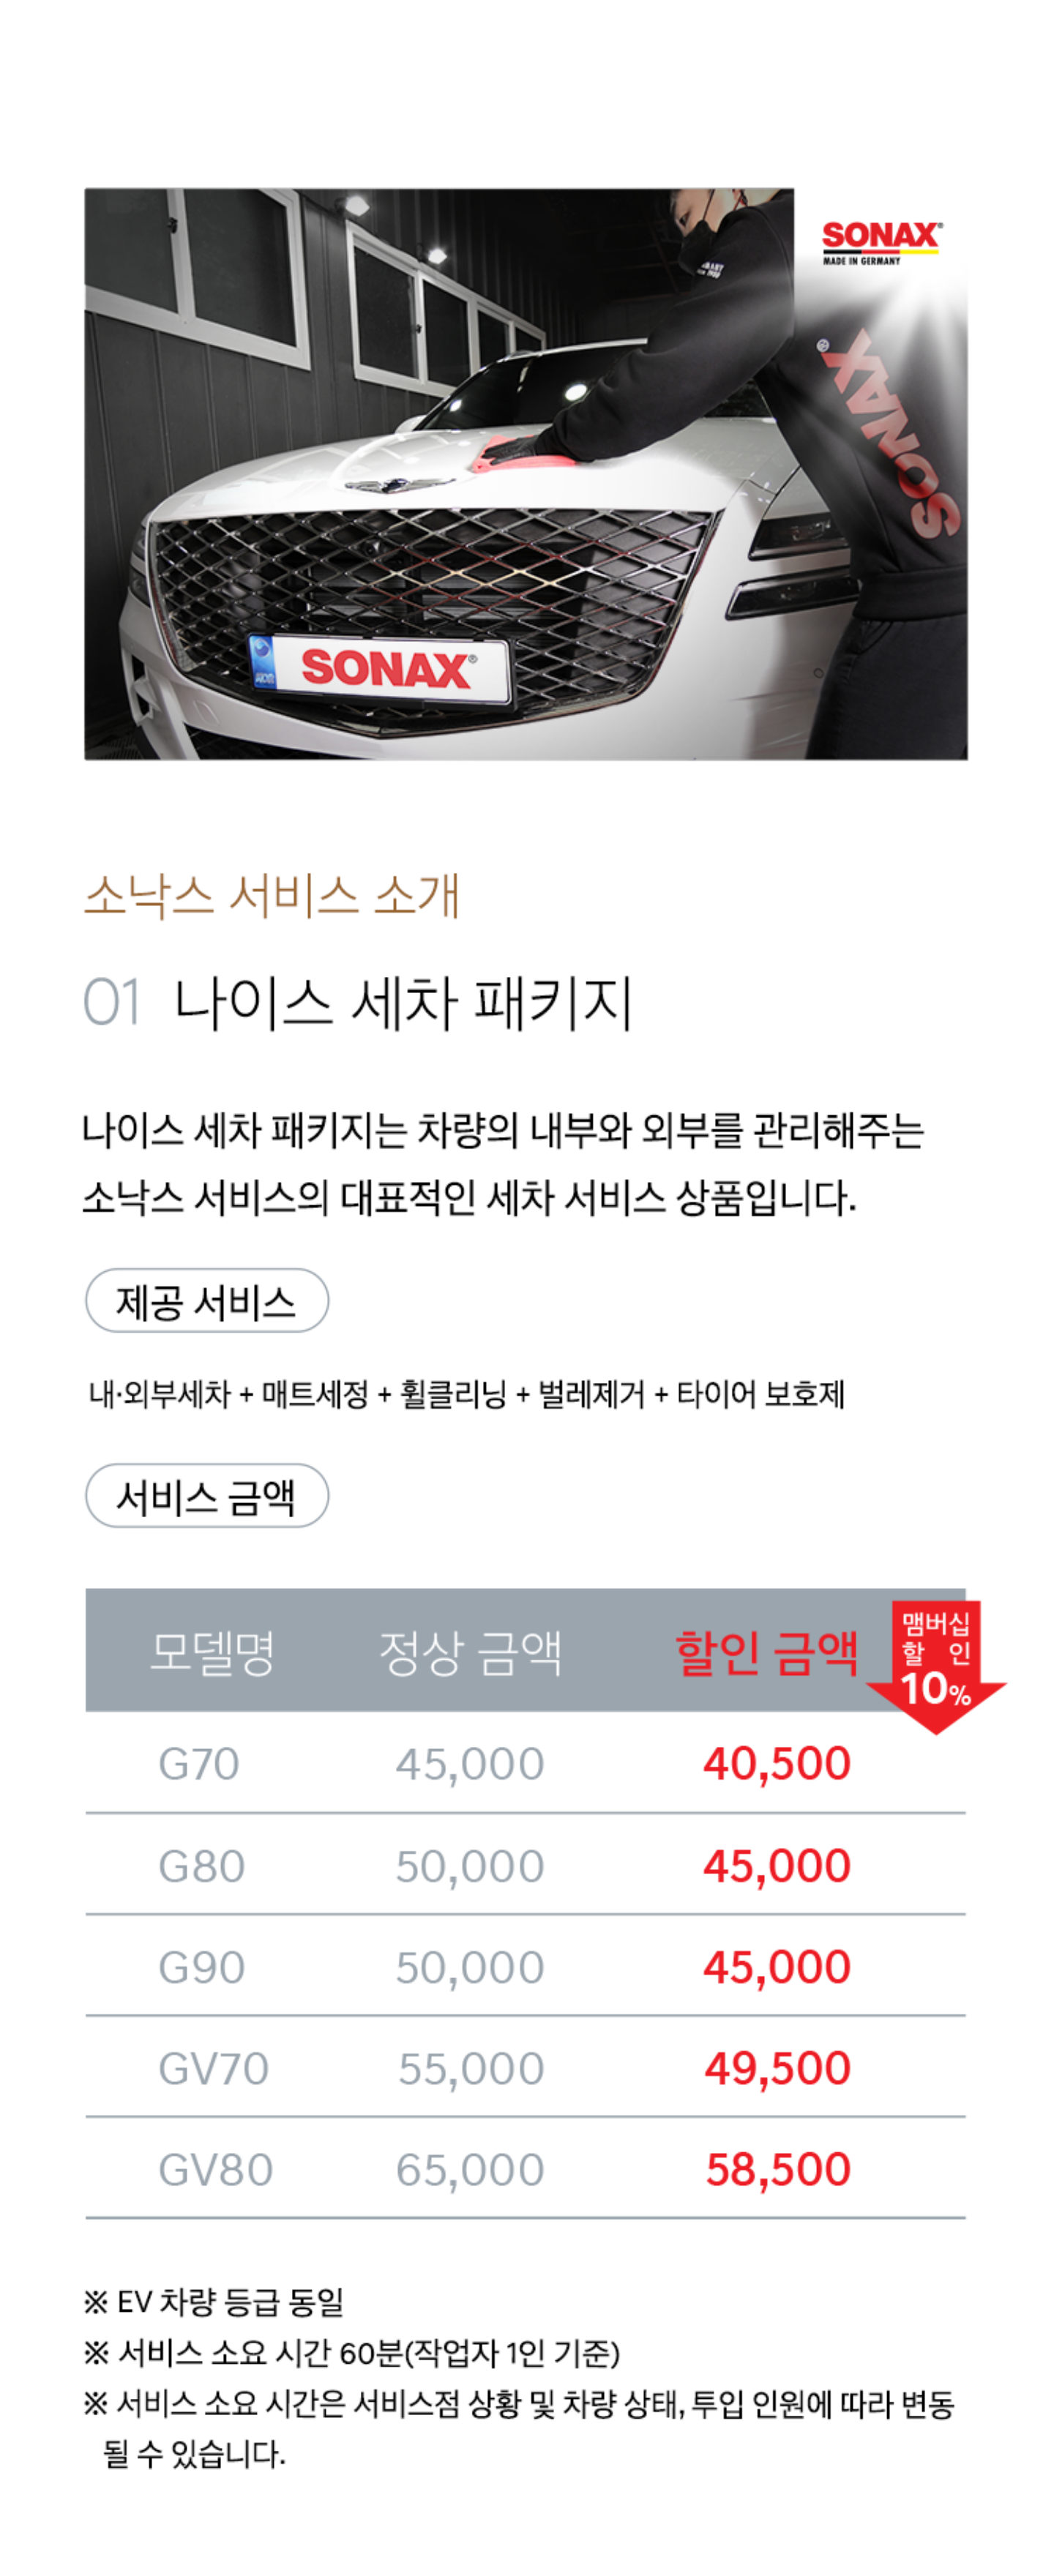 SONAX®
MADE IN GERMANY
SONAX®
SONAX®
소낙스 서비스 소개
01 나이스 세차 패키지
나이스 세차 패키지는 차량의 내부와 외부를 관리해주는
소낙스 서비스의 대표적인 세차 서비스 상품입니다.
제공 서비스
내·외부세차 + 매트세정 + 휠클리닝 + 벌레제거 + 타이어 보호제
서비스 금액
모델명 정상 금액 할인 금액
맴버십
할 인
10%
G70 45,000 40,500
G80 50,000 45,000
G90 50,000 45,000
GV70 55,000 49,500
GV80 65,000 58,500
※ EV 차량 등급 동일
※ 서비스 소요 시간 60분(작업자 1인 기준)
※ 서비스 소요 시간은 서비스점 상황 및 차량 상태, 투입 인원에 따라 변동
될 수 있습니다.